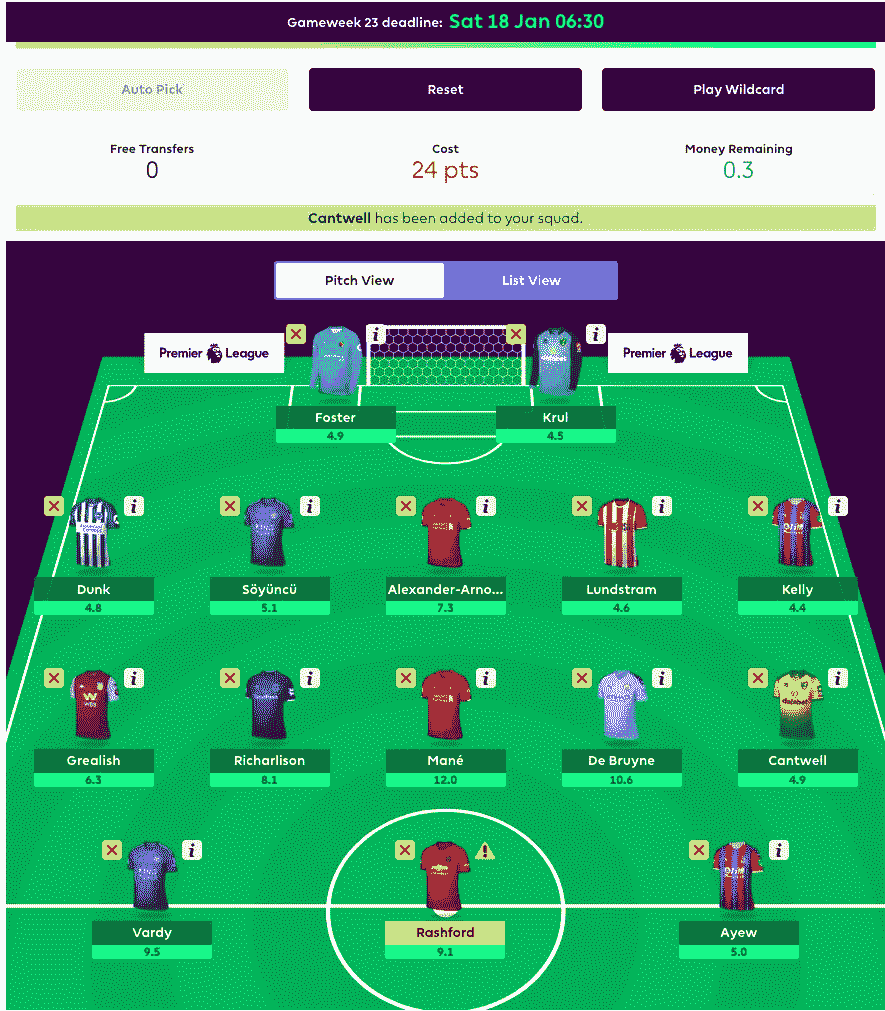 Gameweek 23 deadline: Sat 18 Jan 06:30
Auto Pick Reset Play Wildcard
Free Transfers Cost Money Remaining
0 24 pts 0.3
Cantwell has been added to your squad.
Pitch View List View
Premier League Premier League
Foster Krul
4.9 4.5
Dunk Söyüncü Alexander-Arno... Lundstram Kelly
4.8 5.1 7.3 4.6 4.4
Grealish Richarlison Mané De Bruyne Cantwell
6.3 8.1 12.0 10.6 4.9
Vardy Rashford Ayew
9.5 9.1 5.0